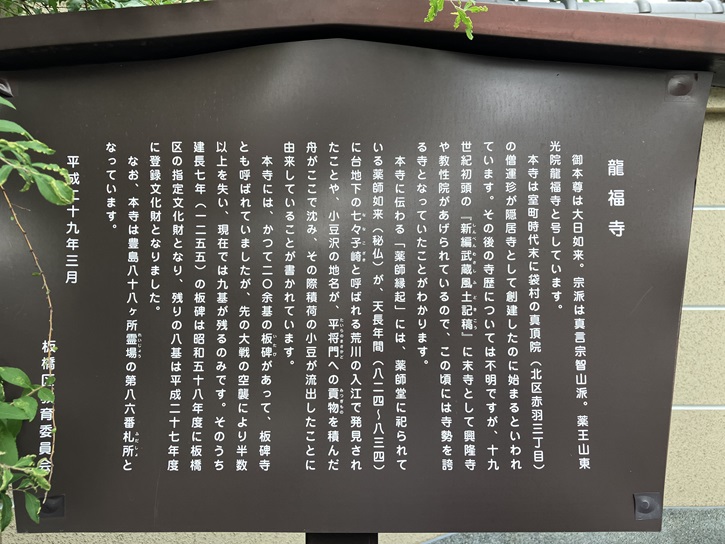 龍福寺
御本尊は大日如来。宗派は真言宗智山派。薬王山東
光院龍福寺と号しています。
本寺は室町時代末に袋村の真頂院（北区赤羽三丁目）
の僧運珍が隠居寺として創建したのに始まるといわれ
ています。その後の寺歴については不明ですが、十九
世紀初頭の『新編武蔵風土記稿』に末寺として興隆寺
や教性院があげられているので、この頃には寺勢を誇
る寺となっていたことがわかります。
本寺に伝わる「薬師縁起」には、薬師堂に祀られて
いる薬師如来（秘仏）が、天長年間（八二四～八三四）
に台地下の七々子崎と呼ばれる荒川の入江で発見され
たことや、小豆沢の地名が、平将門への貢物を積んだ
舟がここで沈み、その際積荷の小豆が流出したことに
由来していることが書かれています。
本寺には、かつて二〇余基の板碑があって、板碑寺
とも呼ばれていましたが、先の大戦の空襲により半数
以上を失い、現在では九基が残るのみです。そのうち
建長七年（一二五五）の板碑は昭和五十八年度に板橋
区の指定文化財となり、残りの八基は平成二十七年度
に登録文化財となりました。
なお、本寺は豊島八十八ヶ所霊場の第八六番札所と
なっています。
平成二十九年三月
板橋区育委員会